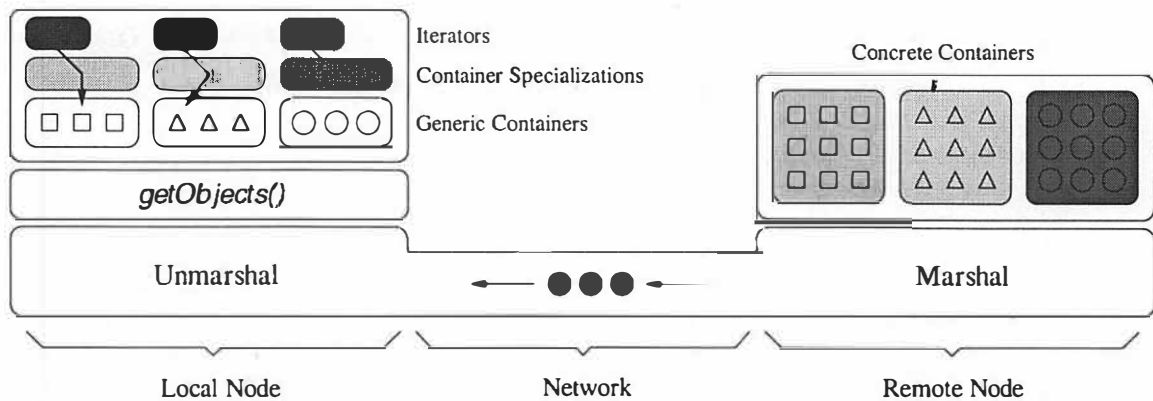 Iterators
Container Specializations
Generic Containers
Concrete Containers
getObjects()
Unmarshal
Marshal
Local Node
Network
Remote Node